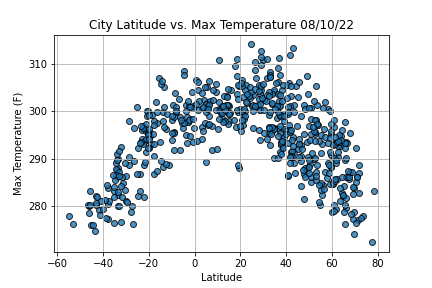 City Latitude vs. Max Temperature 08/10/22
Max Temperature (F)
310
300
290
280
−60 −40 −20 0 20 40 60 80
Latitude